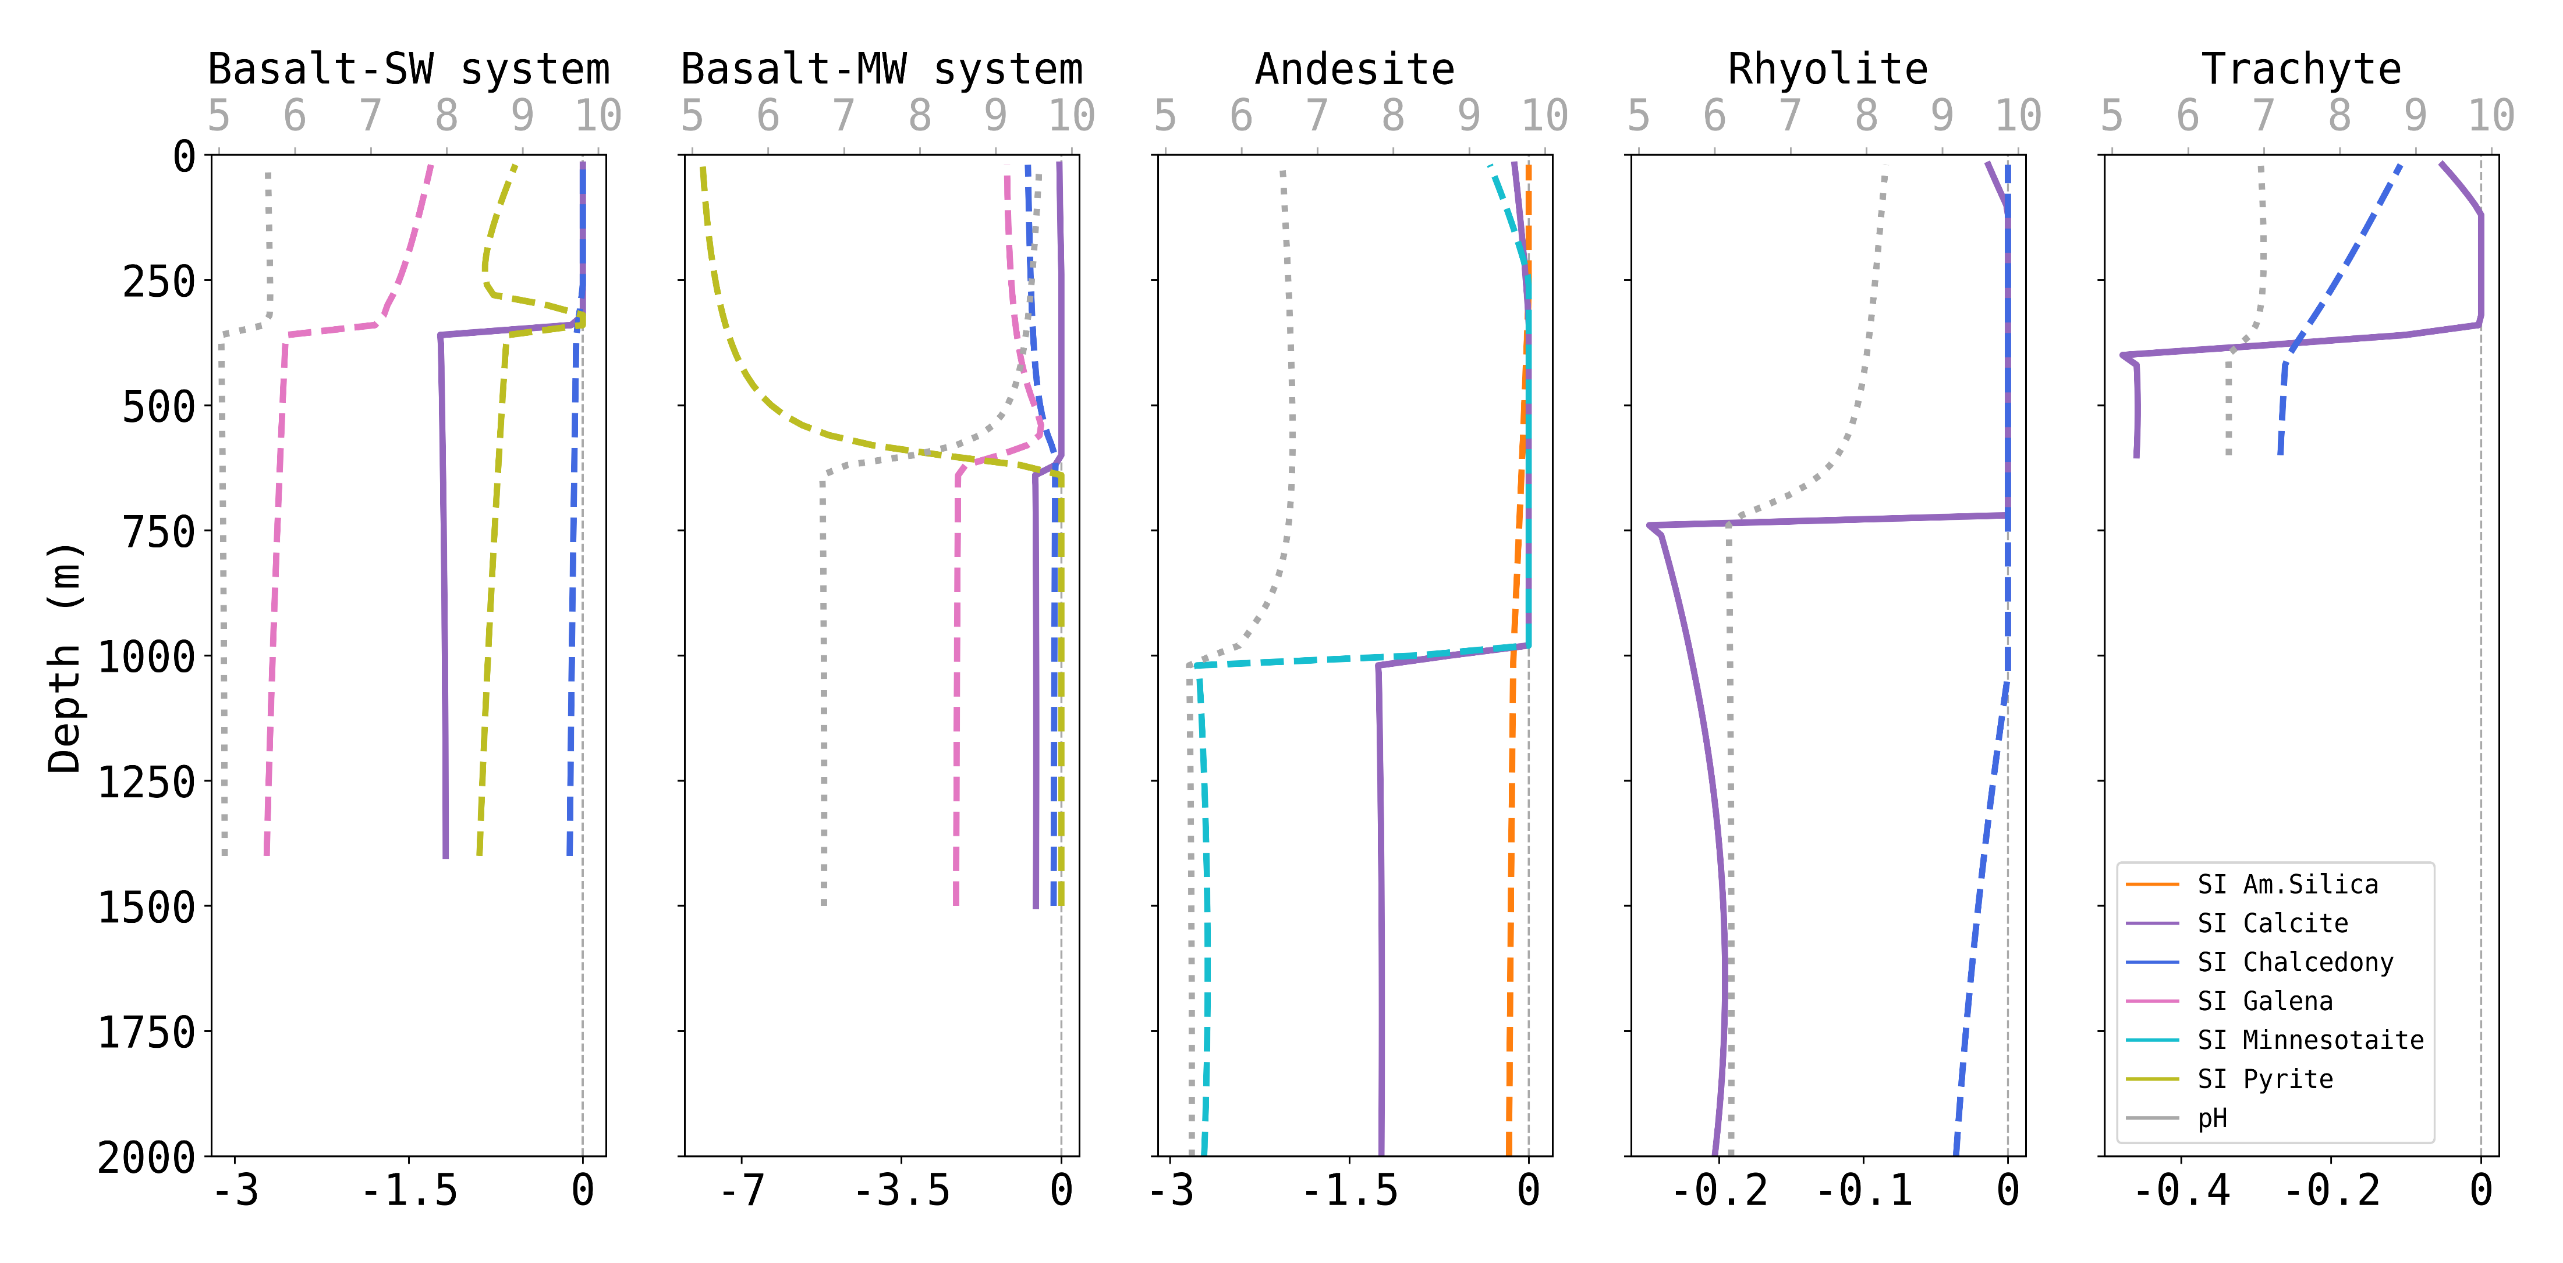 Basalt-SW system Basalt-MW system Andesite Rhyolite Trachyte
5 6 7 8 9 10 5 6 7 8 9 10 5 6 7 8 9 10 5 6 7 8 9 10 5 6 7 8 9 10
0
250
500
750
1000
1250
1500
1750
2000
Depth (m)
SI Am.Silica
SI Calcite
SI Chalcedony
SI Galena
SI Minnesotaite
SI Pyrite
pH
-3 -1.5 0 -7 -3.5 0 -3 -1.5 0 -0.2 -0.1 0 -0.4 -0.2 0